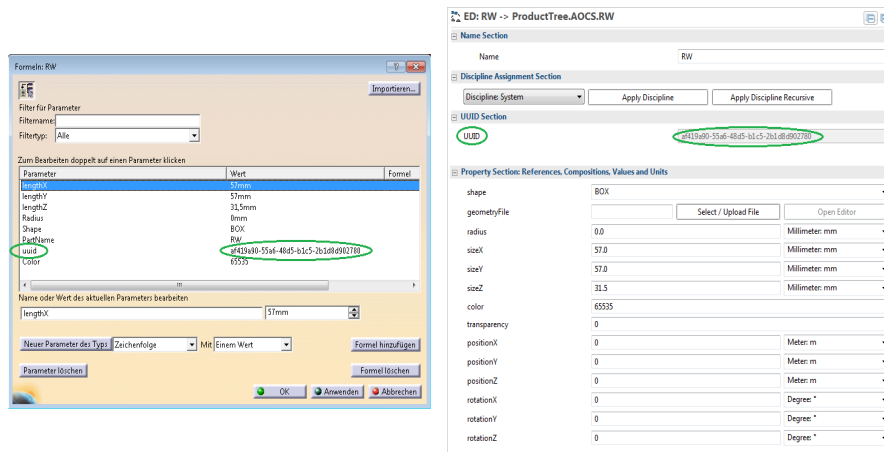 Formeln: RW
Importieren...
Filter für Parameter
Filtername:
Filtertyp: Alle
Zum Bearbeiten doppelt auf einen Parameter klicken
Parameter Wert Formel
lengthX 57mm
lengthY 57mm
lengthZ 31,5mm
Radius 0mm
Shape BOX
PartName RW
uuid af419a90-55a6-48d5-b1c5-2b1d8d902780
Color 65535
Name oder Wert des aktuellen Parameters bearbeiten
lengthX 57mm
Neuer Parameter des Typs Zeichenfolge Mit Einem Wert Formel hinzufügen
Parameter löschen Formel löschen
OK Anwenden Abbrechen
ED: RW -> ProductTree.AOCS.RW
Name Section
Name RW
Discipline Assignment Section
Discipline: System Apply Discipline Apply Discipline Recursive
UUID Section
UUID af419a90-55a6-48d5-b1c5-2b1d8d902780
Property Section: References, Compositions, Values and Units
shape BOX
geometryFile Select / Upload File Open Editor
radius 0.0 Millimeter: mm
sizeX 57.0 Millimeter: mm
sizeY 57.0 Millimeter: mm
sizeZ 31.5 Millimeter: mm
color 65535
transparency 0
positionX 0 Meter: m
positionY 0 Meter: m
positionZ 0 Meter: m
rotationX 0 Degree: °
rotationY 0 Degree: °
rotationZ 0 Degree: °